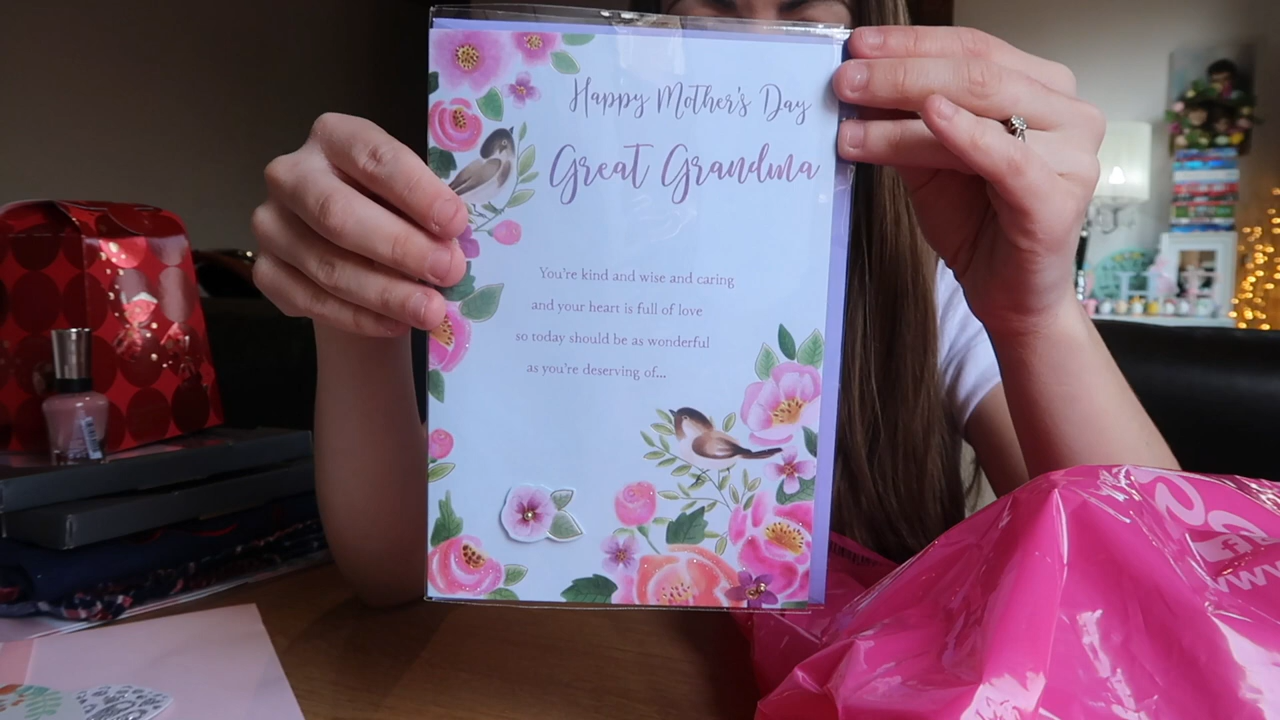 Happy Mother's Day
Great Grandma
You're kind and wise and caring
and your heart is full of love
so today should be as wonderful
as you're deserving of...